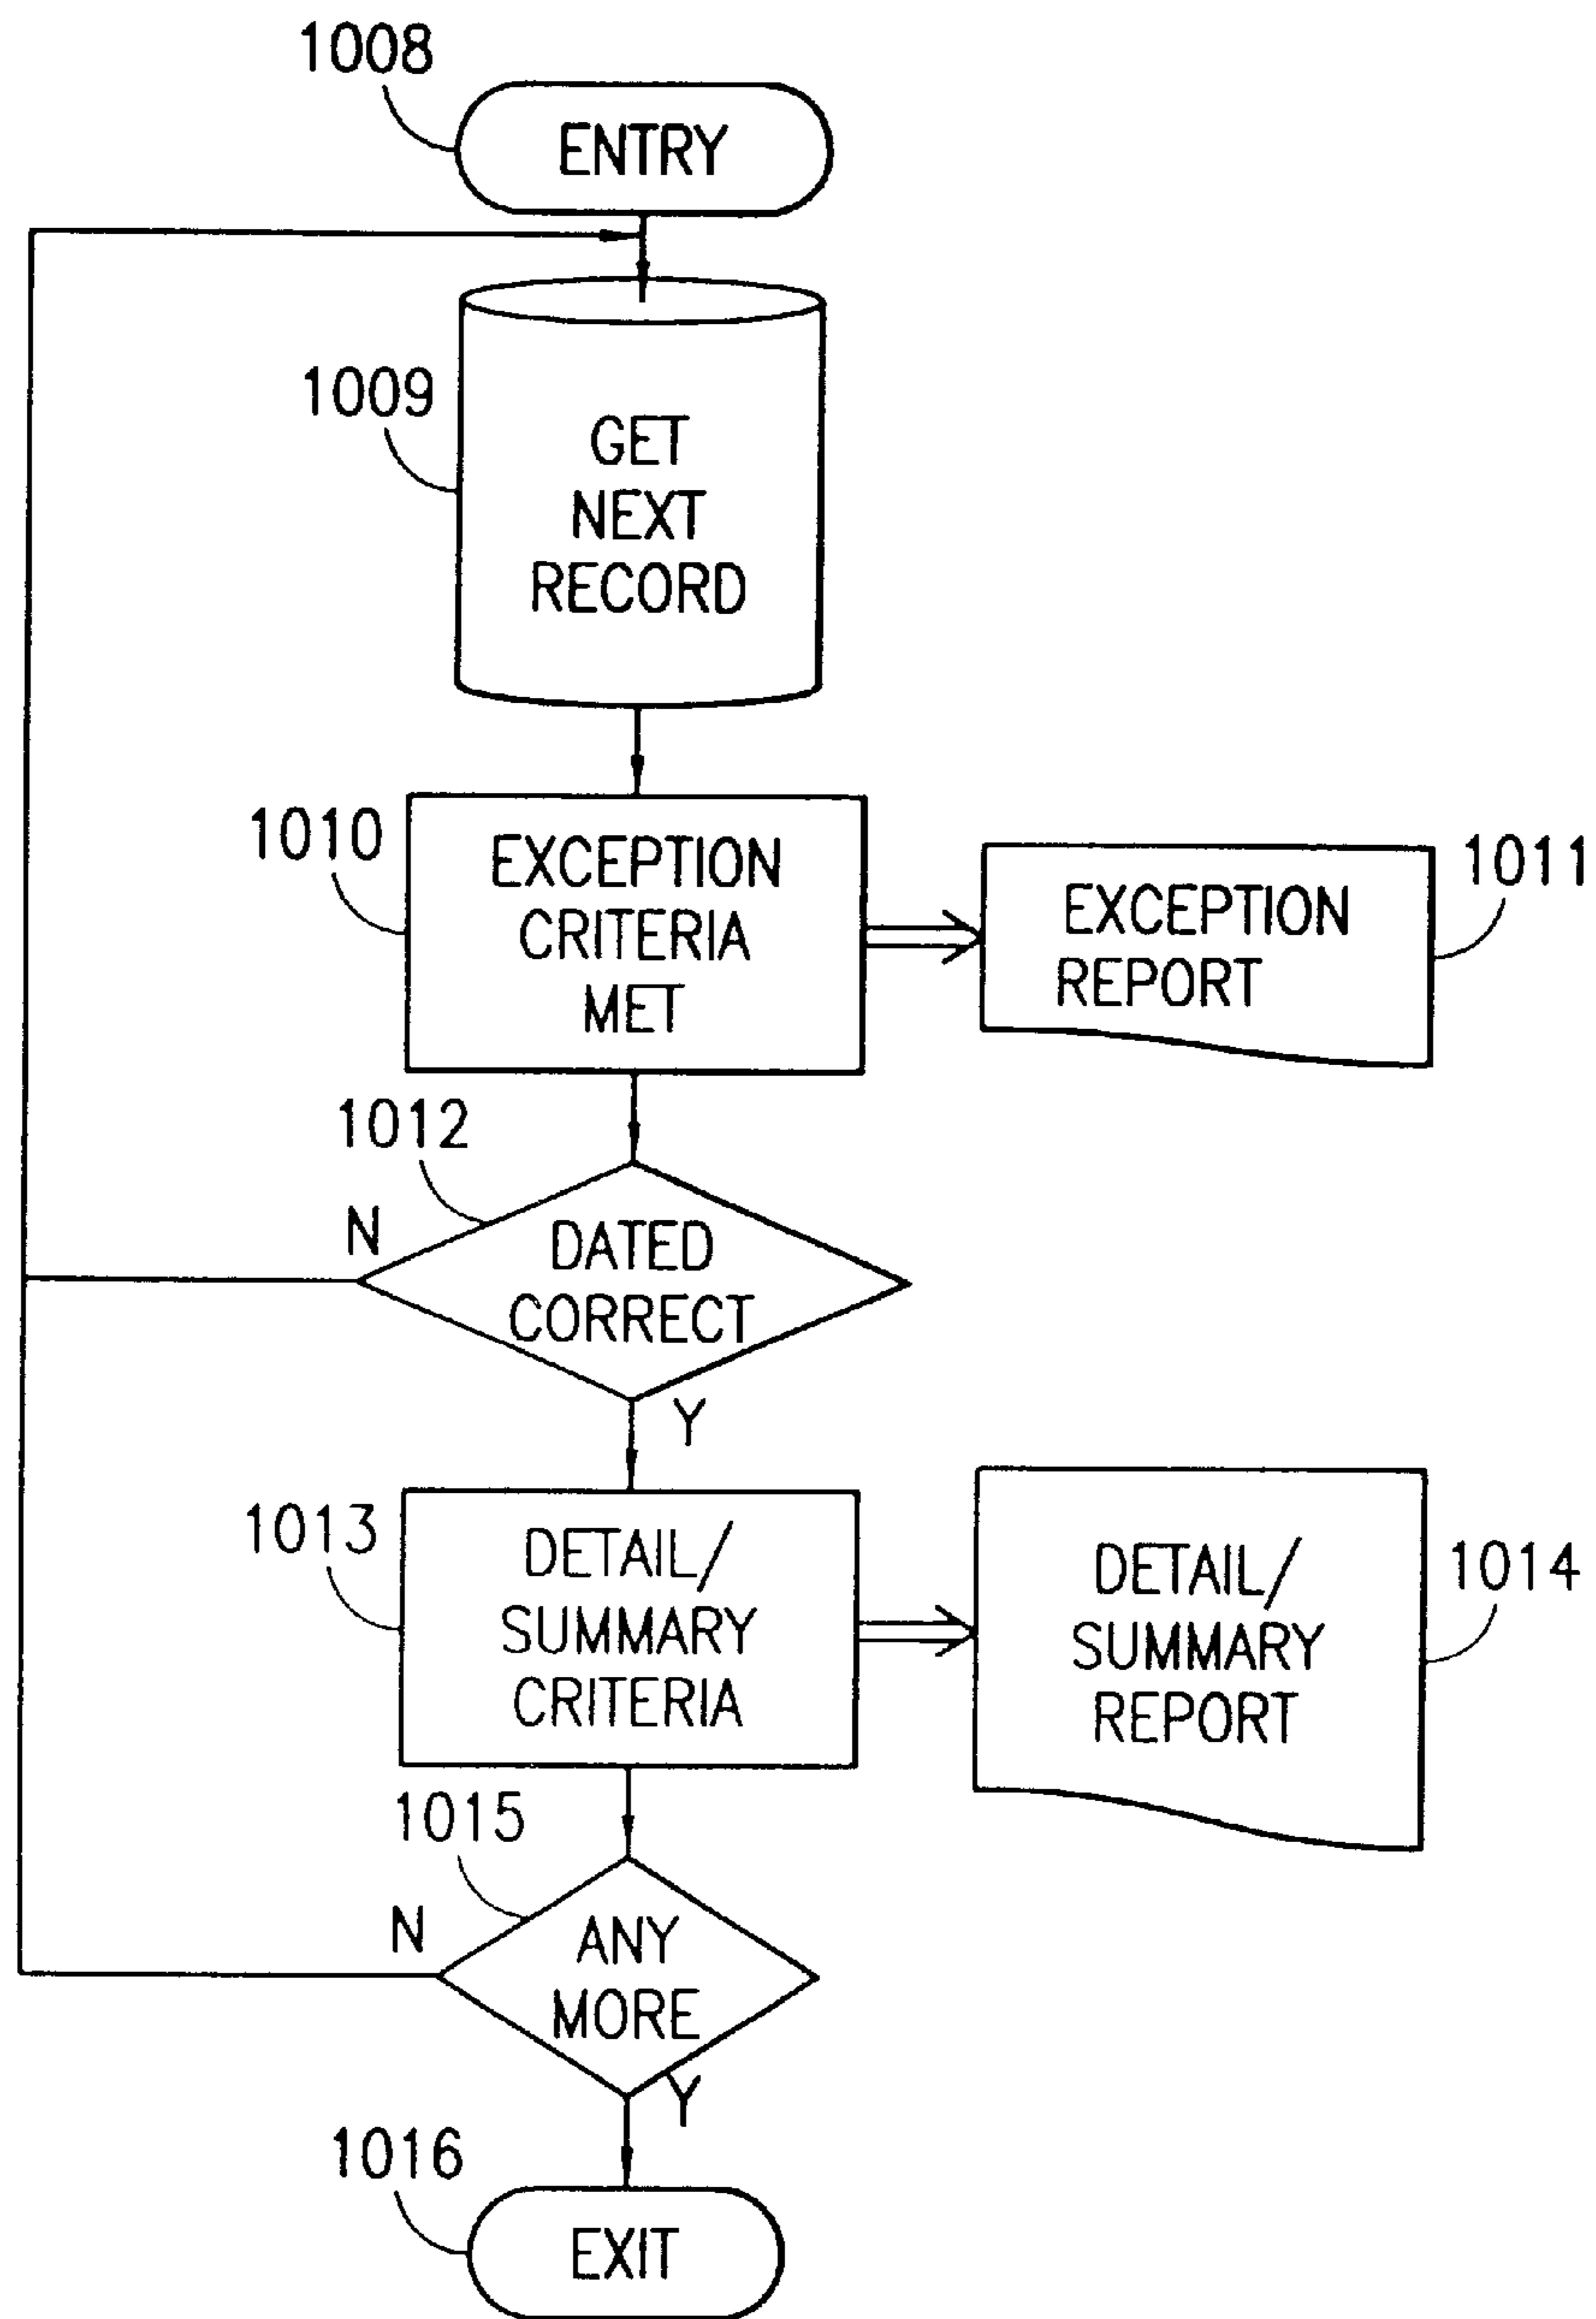 1008
ENTRY
1009
GET
NEXT
RECORD
1010
EXCEPTION
CRITERIA
MET
EXCEPTION
REPORT
1011
1012
N
DATED
CORRECT
Y
1013
DETAIL/
SUMMARY
CRITERIA
DETAIL/
SUMMARY
REPORT
1014
1015
N
ANY
MORE
Y
1016
EXIT